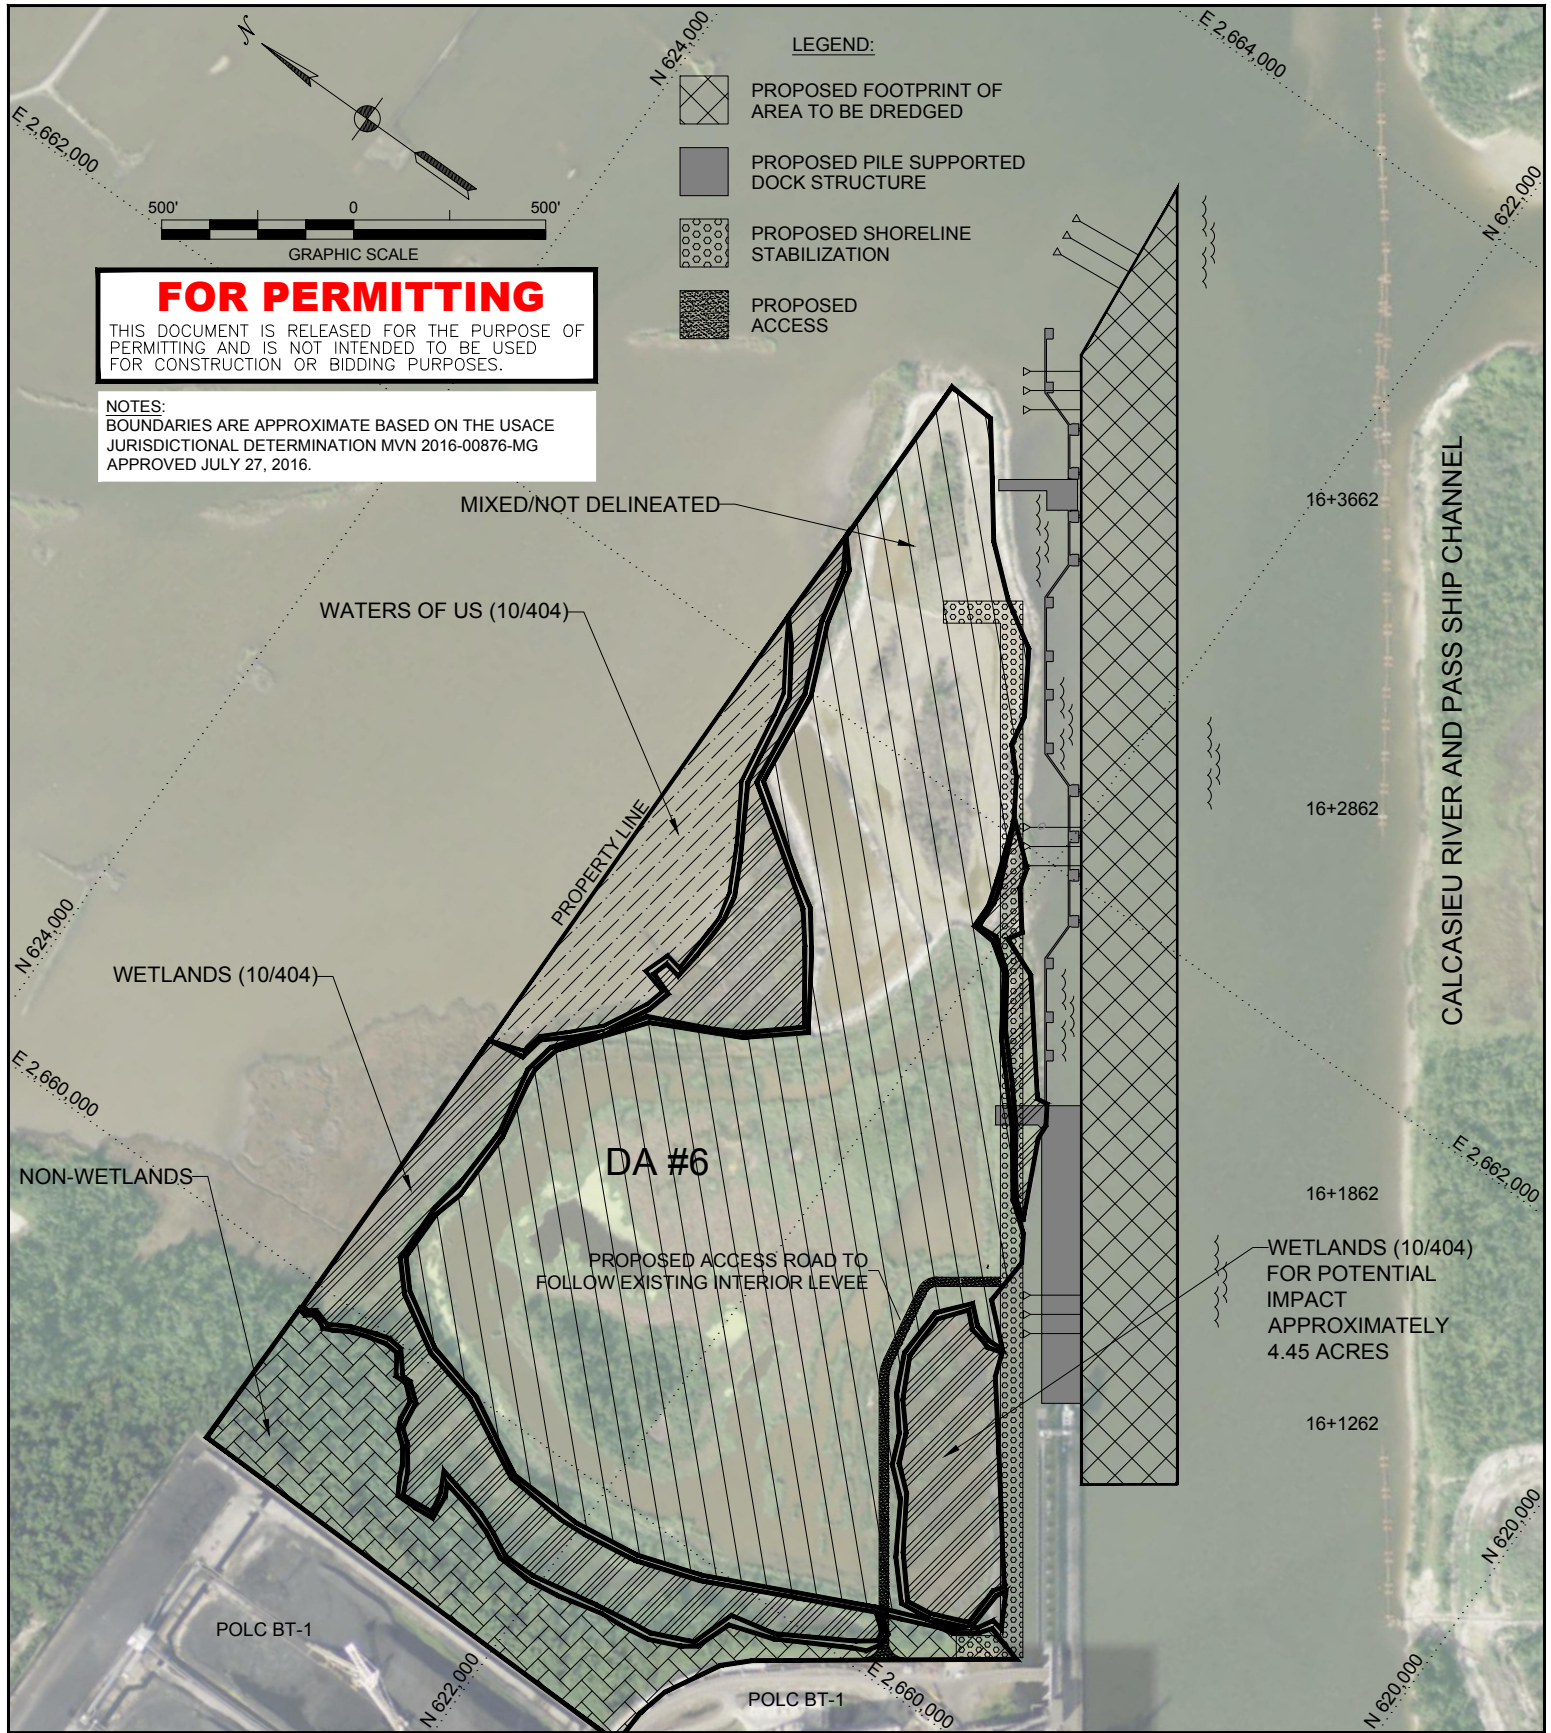 N
E 2,662,000
N 624,000
E 2,664,000
N 622,000
LEGEND:
PROPOSED FOOTPRINT OF
AREA TO BE DREDGED
PROPOSED PILE SUPPORTED
DOCK STRUCTURE
PROPOSED SHORELINE
STABILIZATION
PROPOSED
ACCESS
500' 0 500'
GRAPHIC SCALE
FOR PERMITTING
THIS DOCUMENT IS RELEASED FOR THE PURPOSE OF
PERMITTING AND IS NOT INTENDED TO BE USED
FOR CONSTRUCTION OR BIDDING PURPOSES.
NOTES:
BOUNDARIES ARE APPROXIMATE BASED ON THE USACE
JURISDICTIONAL DETERMINATION MVN 2016-00876-MG
APPROVED JULY 27, 2016.
MIXED/NOT DELINEATED
16+3662
CALCASIEU RIVER AND PASS SHIP CHANNEL
WATERS OF US (10/404)
16+2862
PROPERTY LINE
N 624,000
WETLANDS (10/404)
E 2,660,000
NON-WETLANDS
DA #6
E 2,662,000
16+1862
PROPOSED ACCESS ROAD TO
FOLLOW EXISTING INTERIOR LEVEE
WETLANDS (10/404)
FOR POTENTIAL
IMPACT
APPROXIMATELY
4.45 ACRES
16+1262
N 620,000
POLC BT-1
N 622,000
E 2,660,000
POLC BT-1
N 620,000